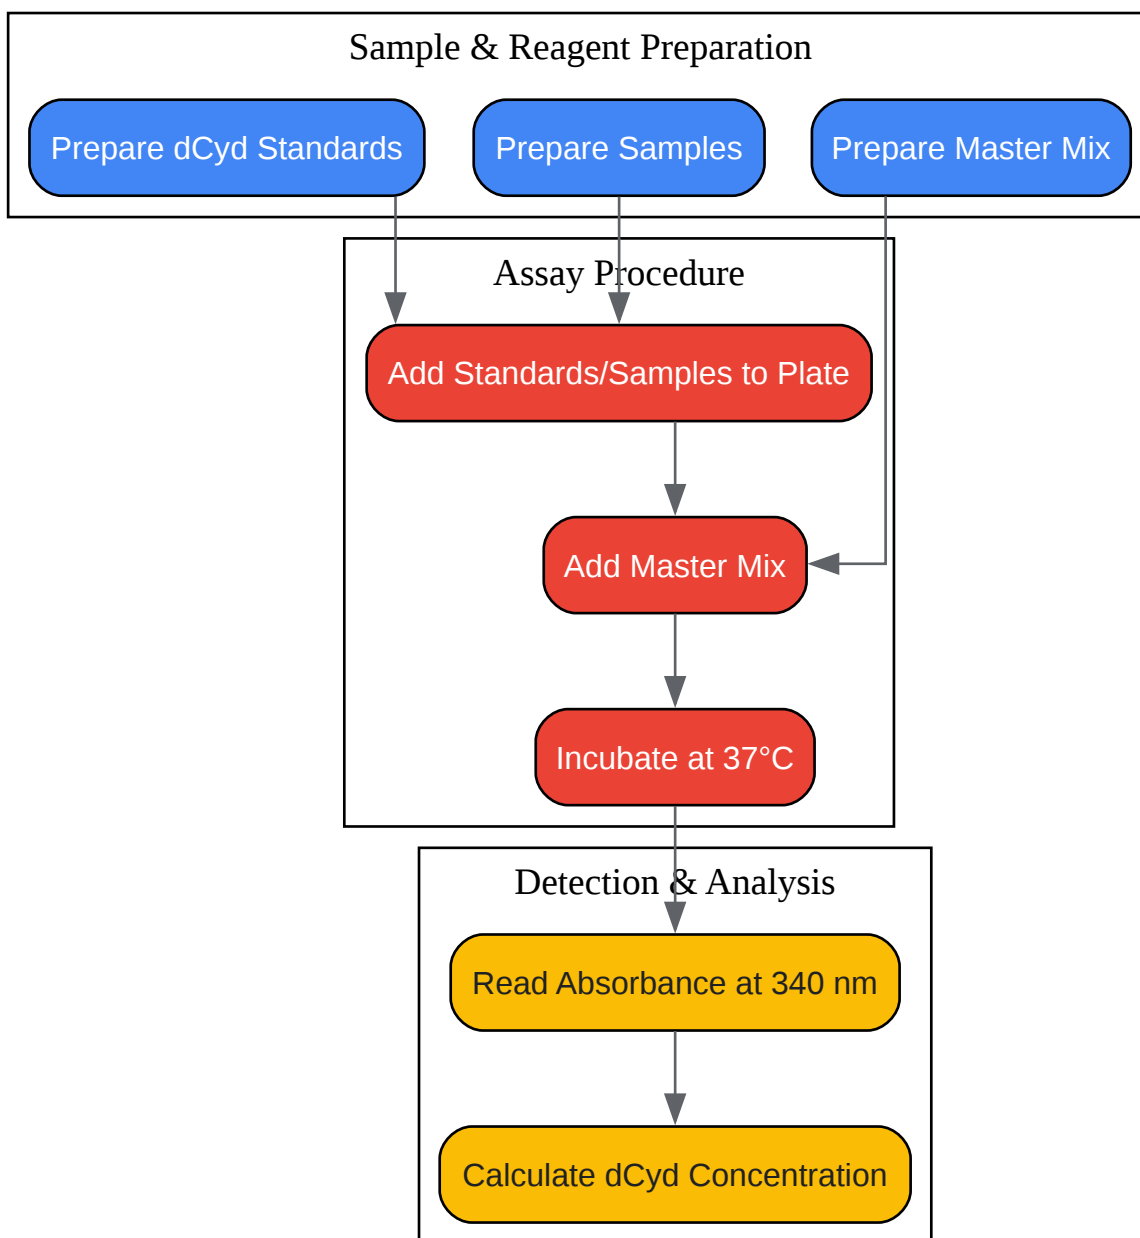 Sample & Reagent Preparation
Prepare dCyd Standards
Prepare Samples
Prepare Master Mix
Assay Procedure
Add Standards/Samples to Plate
Add Master Mix
Incubate at 37°C
Detection & Analysis
Read Absorbance at 340 nm
Calculate dCyd Concentration